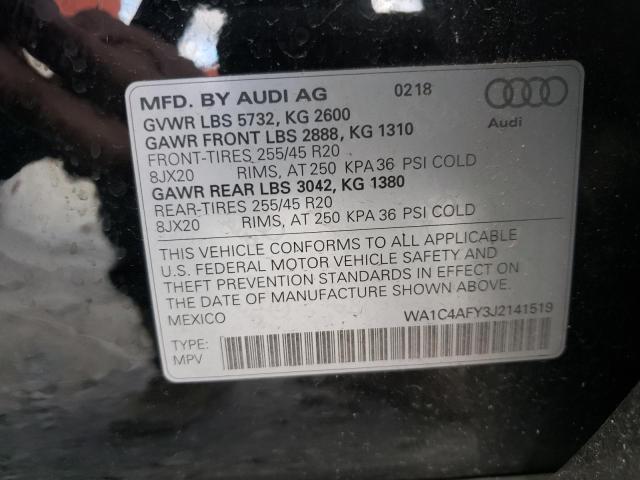 MFD. BY AUDI AG 0218
GVWR LBS 5732, KG 2600
Audi
GAWR FRONT LBS 2888, KG 1310
FRONT-TIRES 255/45 R20
8JX20 RIMS, AT 250 KPA 36 PSI COLD
GAWR REAR LBS 3042, KG 1380
REAR-TIRES 255/45 R20
8JX20 RIMS, AT 250 KPA 36 PSI COLD
THIS VEHICLE CONFORMS TO ALL APPLICABLE
U.S. FEDERAL MOTOR VEHICLE SAFETY AND
THEFT PREVENTION STANDARDS IN EFFECT ON
THE DATE OF MANUFACTURE SHOWN ABOVE.
MEXICO WA1C4AFY3J2141519
TYPE:
MPV